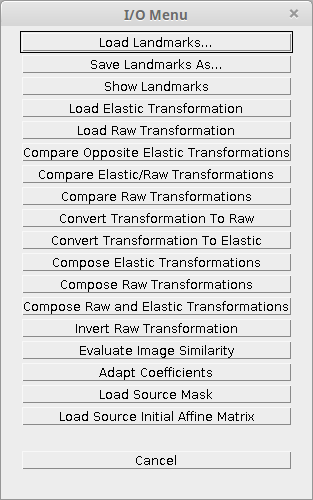 I/O Menu
Load Landmarks...
Save Landmarks As...
Show Landmarks
Load Elastic Transformation
Load Raw Transformation
Compare Opposite Elastic Transformations
Compare Elastic/Raw Transformations
Compare Raw Transformations
Convert Transformation To Raw
Convert Transformation To Elastic
Compose Elastic Transformations
Compose Raw Transformations
Compose Raw and Elastic Transformations
Invert Raw Transformation
Evaluate Image Similarity
Adapt Coefficients
Load Source Mask
Load Source Initial Affine Matrix
Cancel